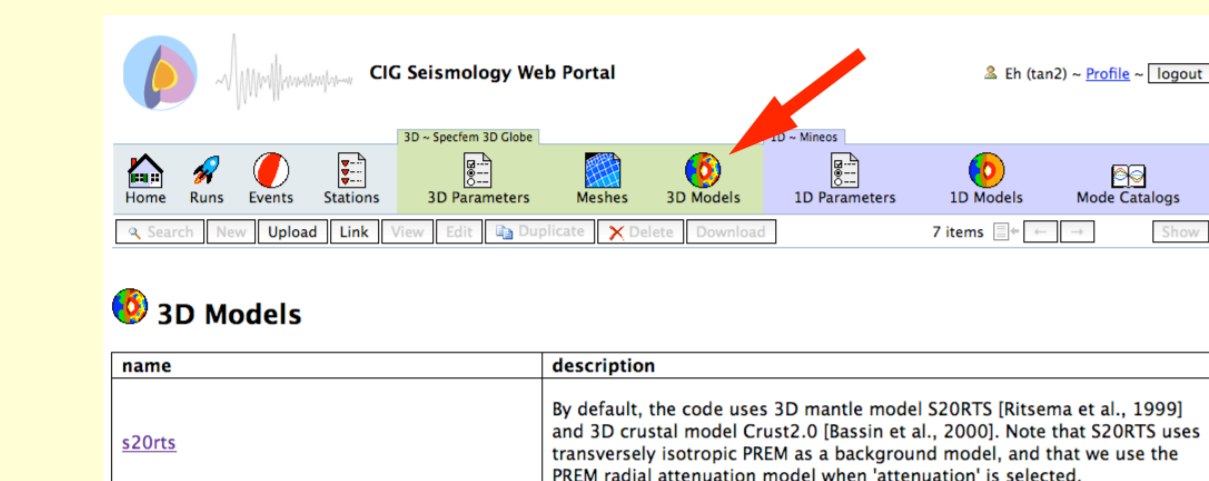 CIG Seismology Web Portal
Eh (tan2) ~ Profile ~ logout
3D ~ Specfem 3D Globe
1D ~ Mineos
Home Runs Events Stations 3D Parameters Meshes 3D Models 1D Parameters 1D Models Mode Catalogs
Search New Upload Link View Edit Duplicate Delete Download 7 items ← → Show
3D Models
name description
By default, the code uses 3D mantle model S20RTS [Ritsema et al., 1999]
s20rts and 3D crustal model Crust2.0 [Bassin et al., 2000]. Note that S20RTS uses
transversely isotropic PREM as a background model, and that we use the
PREM radial attenuation model when 'attenuation' is selected.